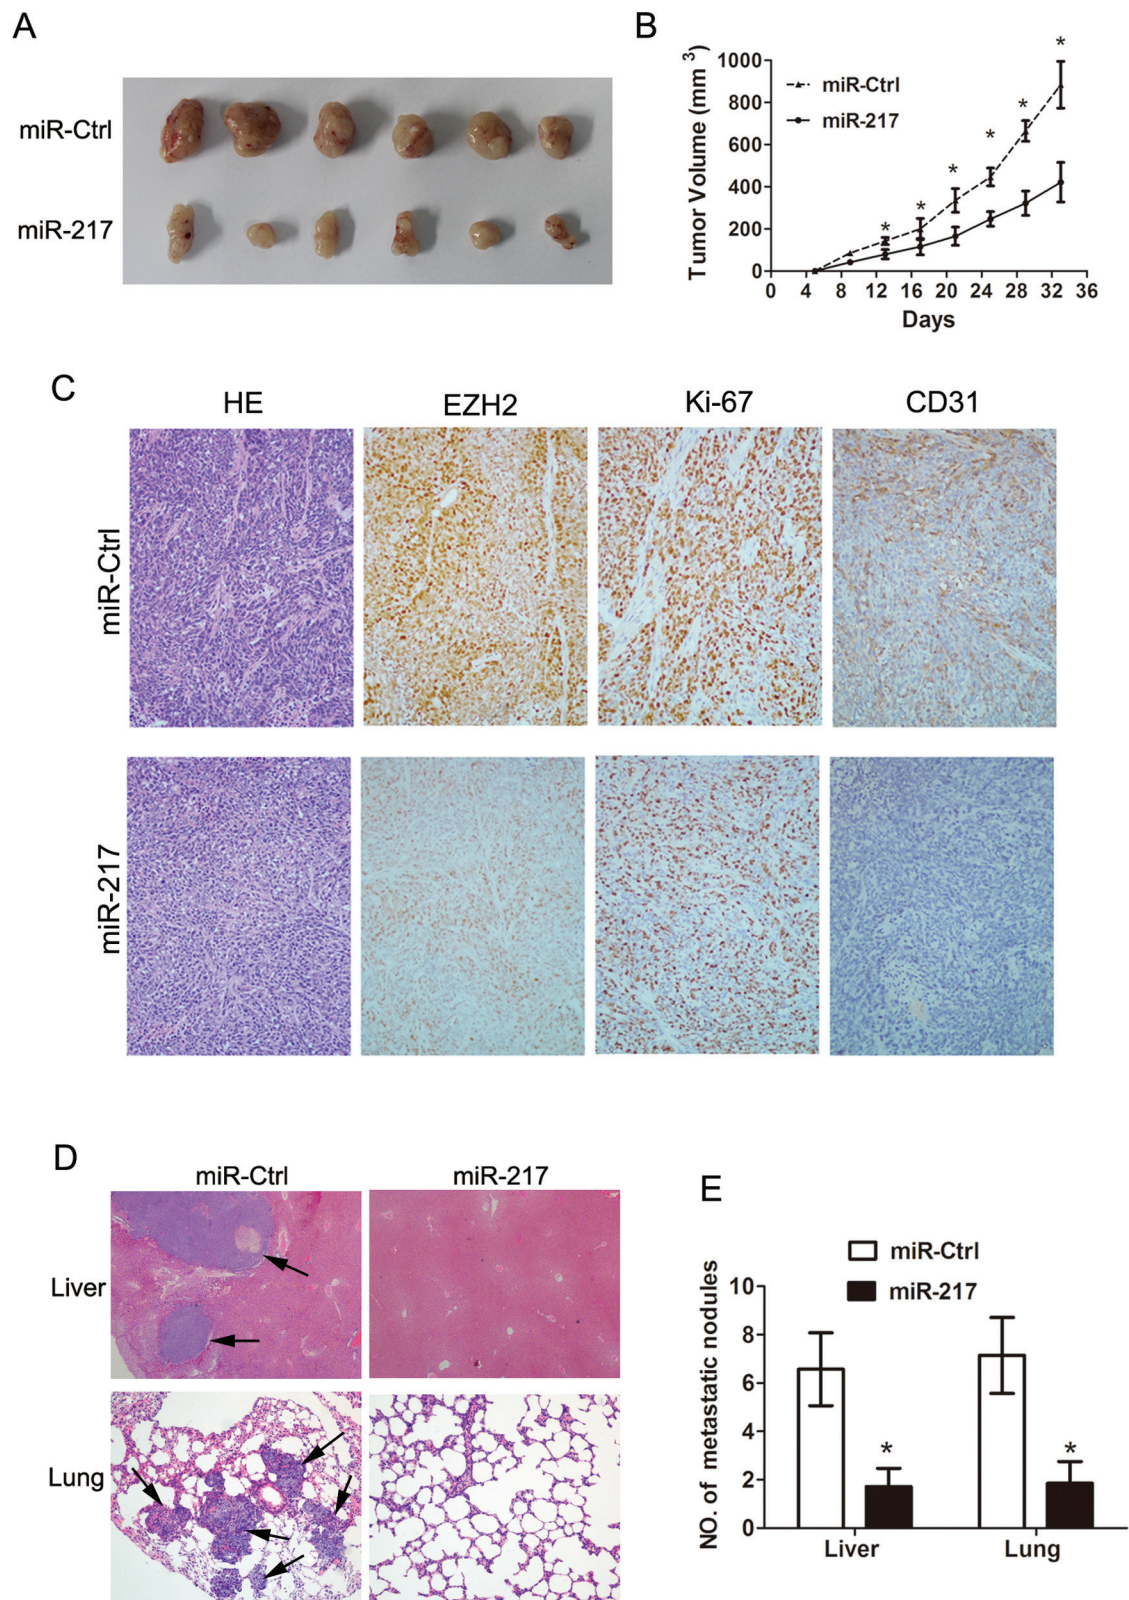 A
miR-Ctrl
miR-217
B
Tumor Volume (mm 3)
1000
800
600
400
200
0
miR-Ctrl
miR-217
*
*
*
*
*
*
*
0 4 8 12 16 20 24 28 32 36
Days
C
HE EZH2 Ki-67 CD31
miR-Ctrl
miR-217
D
miR-Ctrl miR-217
Liver
Lung
E
miR-Ctrl
miR-217
NO. of metastatic nodules
10
8
6
4
2
0
* *
Liver Lung